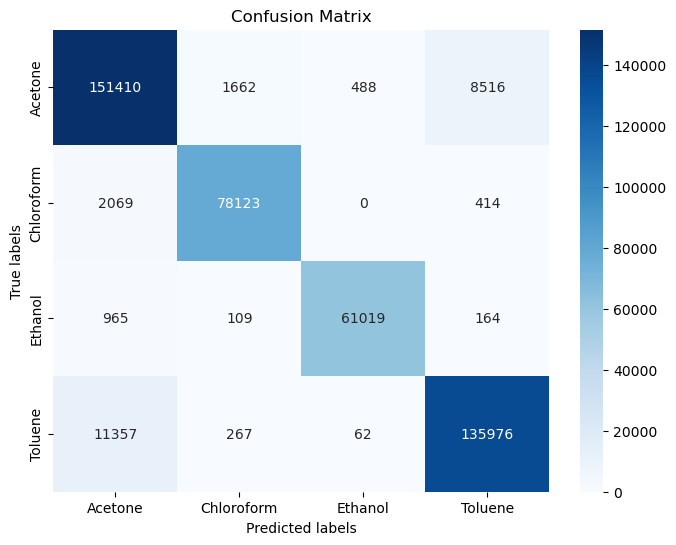 Confusion Matrix
Acetone
151410 1662 488 8516
Chloroform
2069 78123 0 414
Ethanol
965 109 61019 164
Toluene
11357 267 62 135976
True labels
Acetone Chloroform Ethanol Toluene
Predicted labels
140000
120000
100000
80000
60000
40000
20000
0